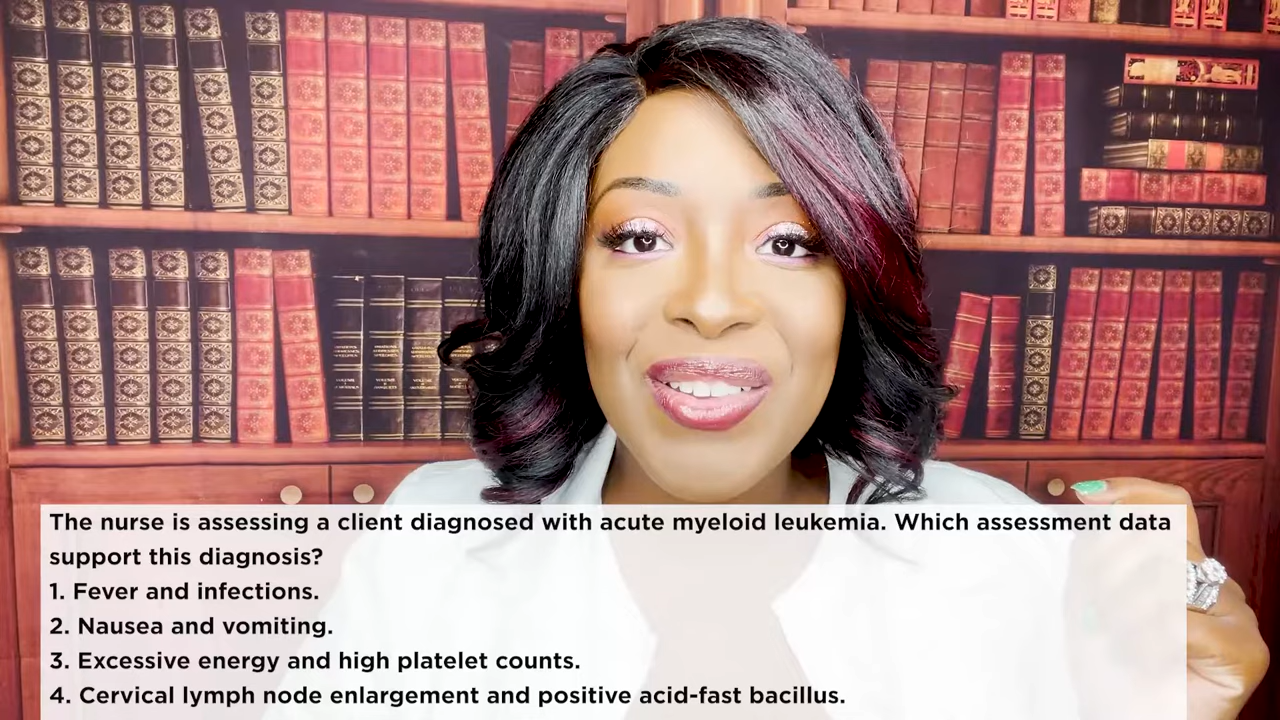 The nurse is assessing a client diagnosed with acute myeloid leukemia. Which assessment data
support this diagnosis?
1. Fever and infections.
2. Nausea and vomiting.
3. Excessive energy and high platelet counts.
4. Cervical lymph node enlargement and positive acid-fast bacillus.